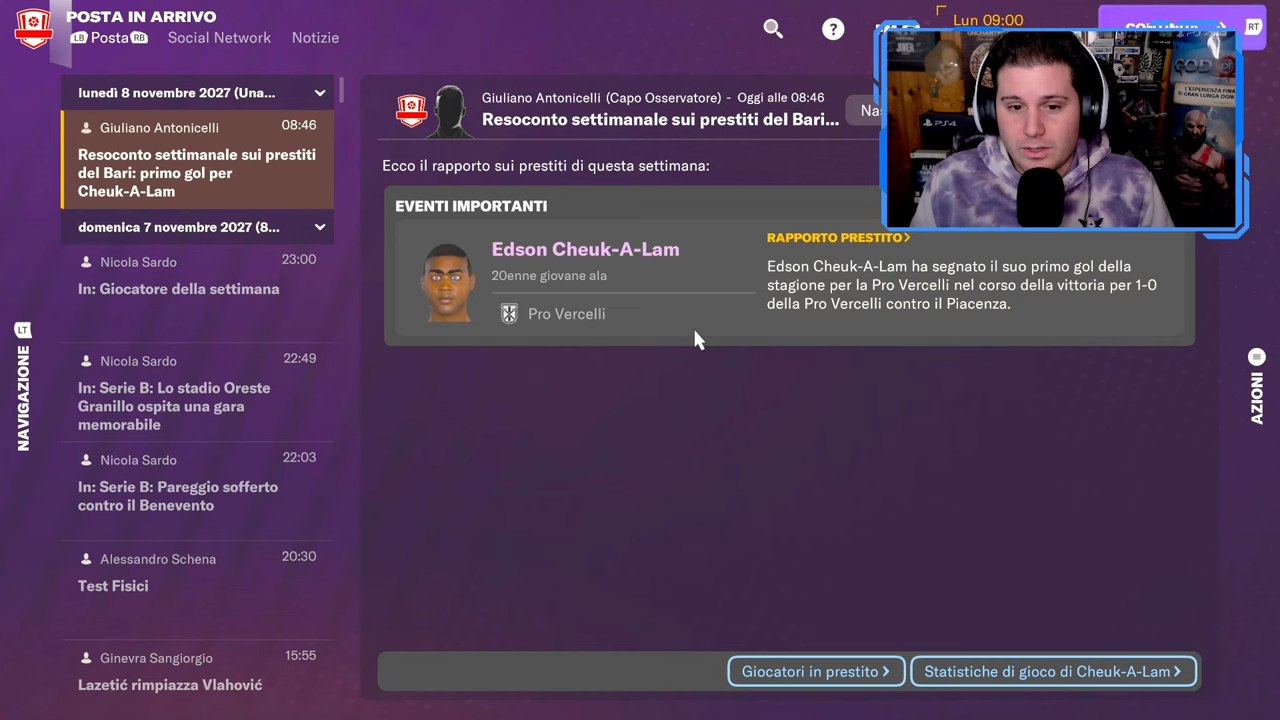 POSTA IN ARRIVO
LB Posta RB Social Network Notizie
?
Lun 09:00
RT
lunedì 8 novembre 2027 (Una...
Giuliano Antonicelli 08:46
Resoconto settimanale sui prestiti
del Bari: primo gol per
Cheuk-A-Lam
domenica 7 novembre 2027 (8...
Nicola Sardo 23:00
In: Giocatore della settimana
Nicola Sardo 22:49
In: Serie B: Lo stadio Oreste
Granillo ospita una gara
memorabile
Nicola Sardo 22:03
In: Serie B: Pareggio sofferto
contro il Benevento
Alessandro Schena 20:30
Test Fisici
Ginevra Sangiorgio 15:55
Lazetić rimpiazza Vlahović
LT
NAVIGAZIONE
Giuliano Antonicelli (Capo Osservatore) - Oggi alle 08:46
Resoconto settimanale sui prestiti del Bari...
Nas
Ecco il rapporto sui prestiti di questa settimana:
EVENTI IMPORTANTI
Edson Cheuk-A-Lam
20enne giovane ala
Pro Vercelli
RAPPORTO PRESTITO>
Edson Cheuk-A-Lam ha segnato il suo primo gol della
stagione per la Pro Vercelli nel corso della vittoria per 1-0
della Pro Vercelli contro il Piacenza.
Giocatori in prestito >
Statistiche di gioco di Cheuk-A-Lam >
AZIONI
PS4